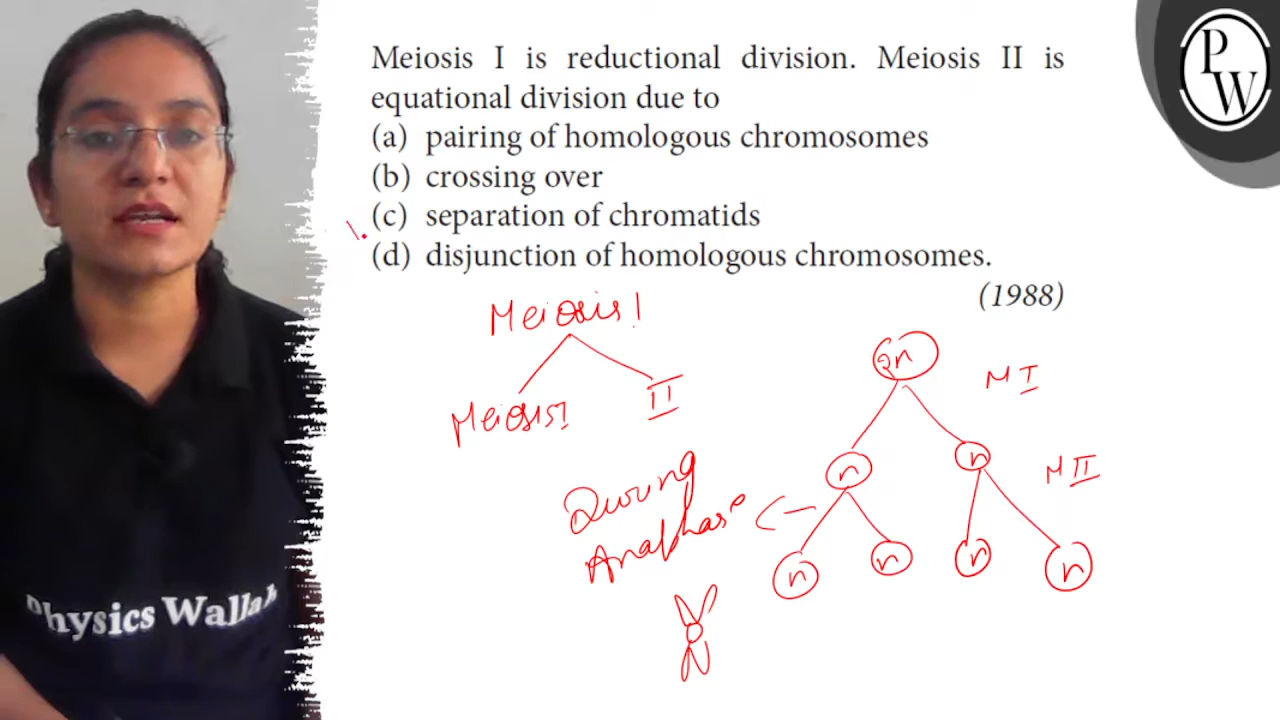 Meiosis I is reductional division. Meiosis II is
equational division due to
(a) pairing of homologous chromosomes
(b) crossing over
(c) separation of chromatids
(d) disjunction of homologous chromosomes.
(1988)
PW
Meiosis I
Meiosis I
II
During
Anaphase
2n
M I
n n
M II
n n n n
Physics Wallah